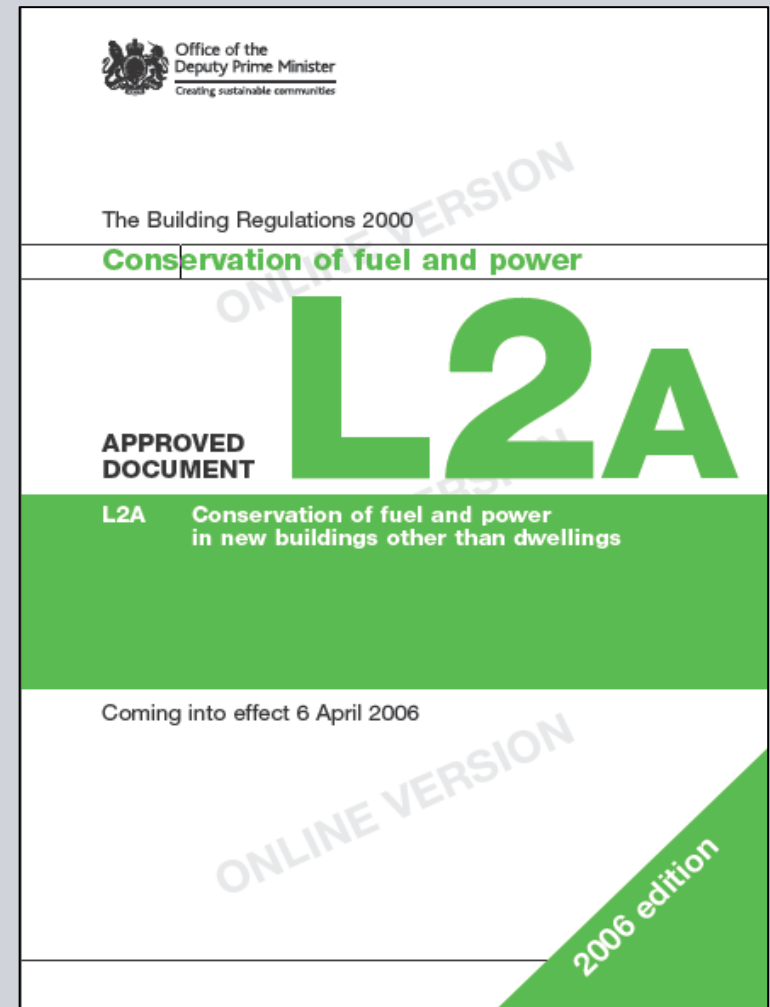 Office of the
Deputy Prime Minister
Creating sustainable communities
ONLINE VERSION
The Building Regulations 2000
Conservation of fuel and power
L2A
APPROVED
DOCUMENT
ONLINE VERSION
L2A Conservation of fuel and power
in new buildings other than dwellings
Coming into effect 6 April 2006
ONLINE VERSION
2006 edition